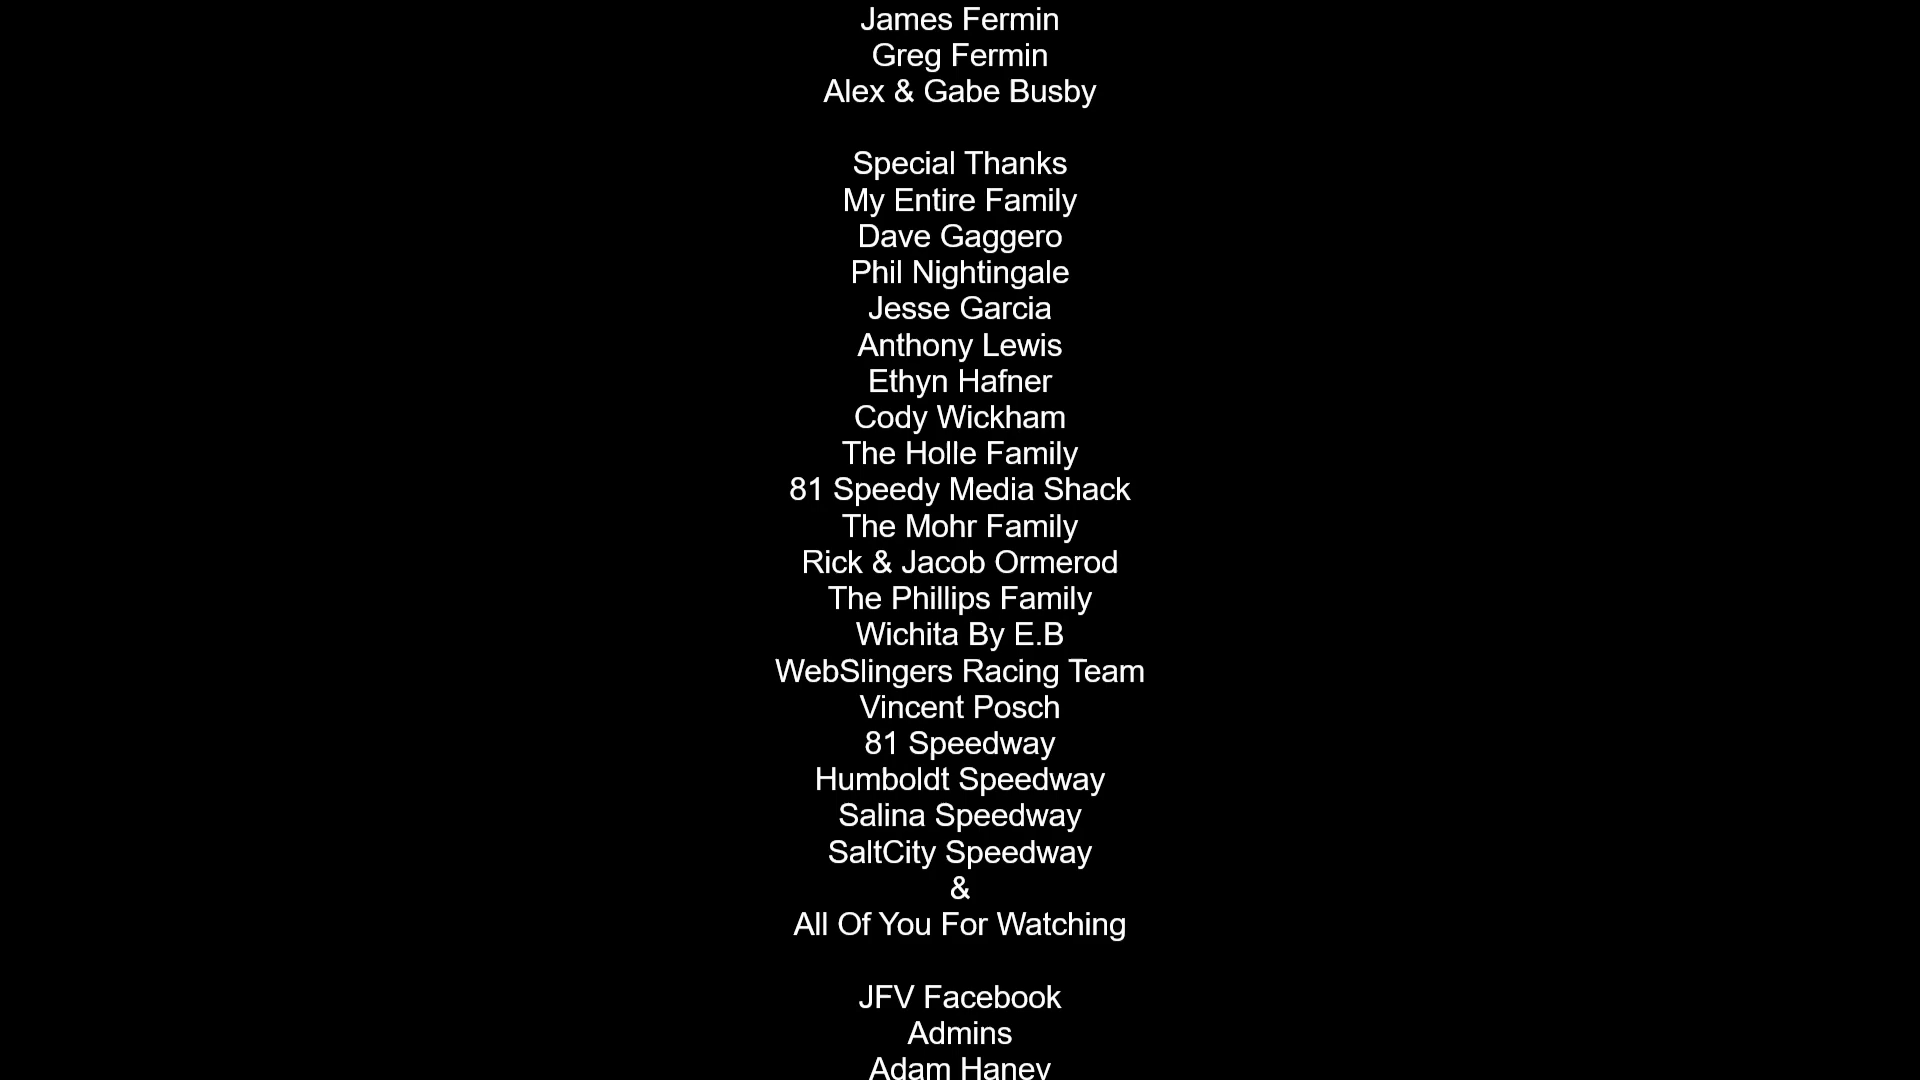 James Fermin
Greg Fermin
Alex & Gabe Busby
Special Thanks
My Entire Family
Dave Gaggero
Phil Nightingale
Jesse Garcia
Anthony Lewis
Ethyn Hafner
Cody Wickham
The Holle Family
81 Speedy Media Shack
The Mohr Family
Rick & Jacob Ormerod
The Phillips Family
Wichita By E.B
WebSlingers Racing Team
Vincent Posch
81 Speedway
Humboldt Speedway
Salina Speedway
SaltCity Speedway
&
All Of You For Watching
JFV Facebook
Admins
Adam Haney